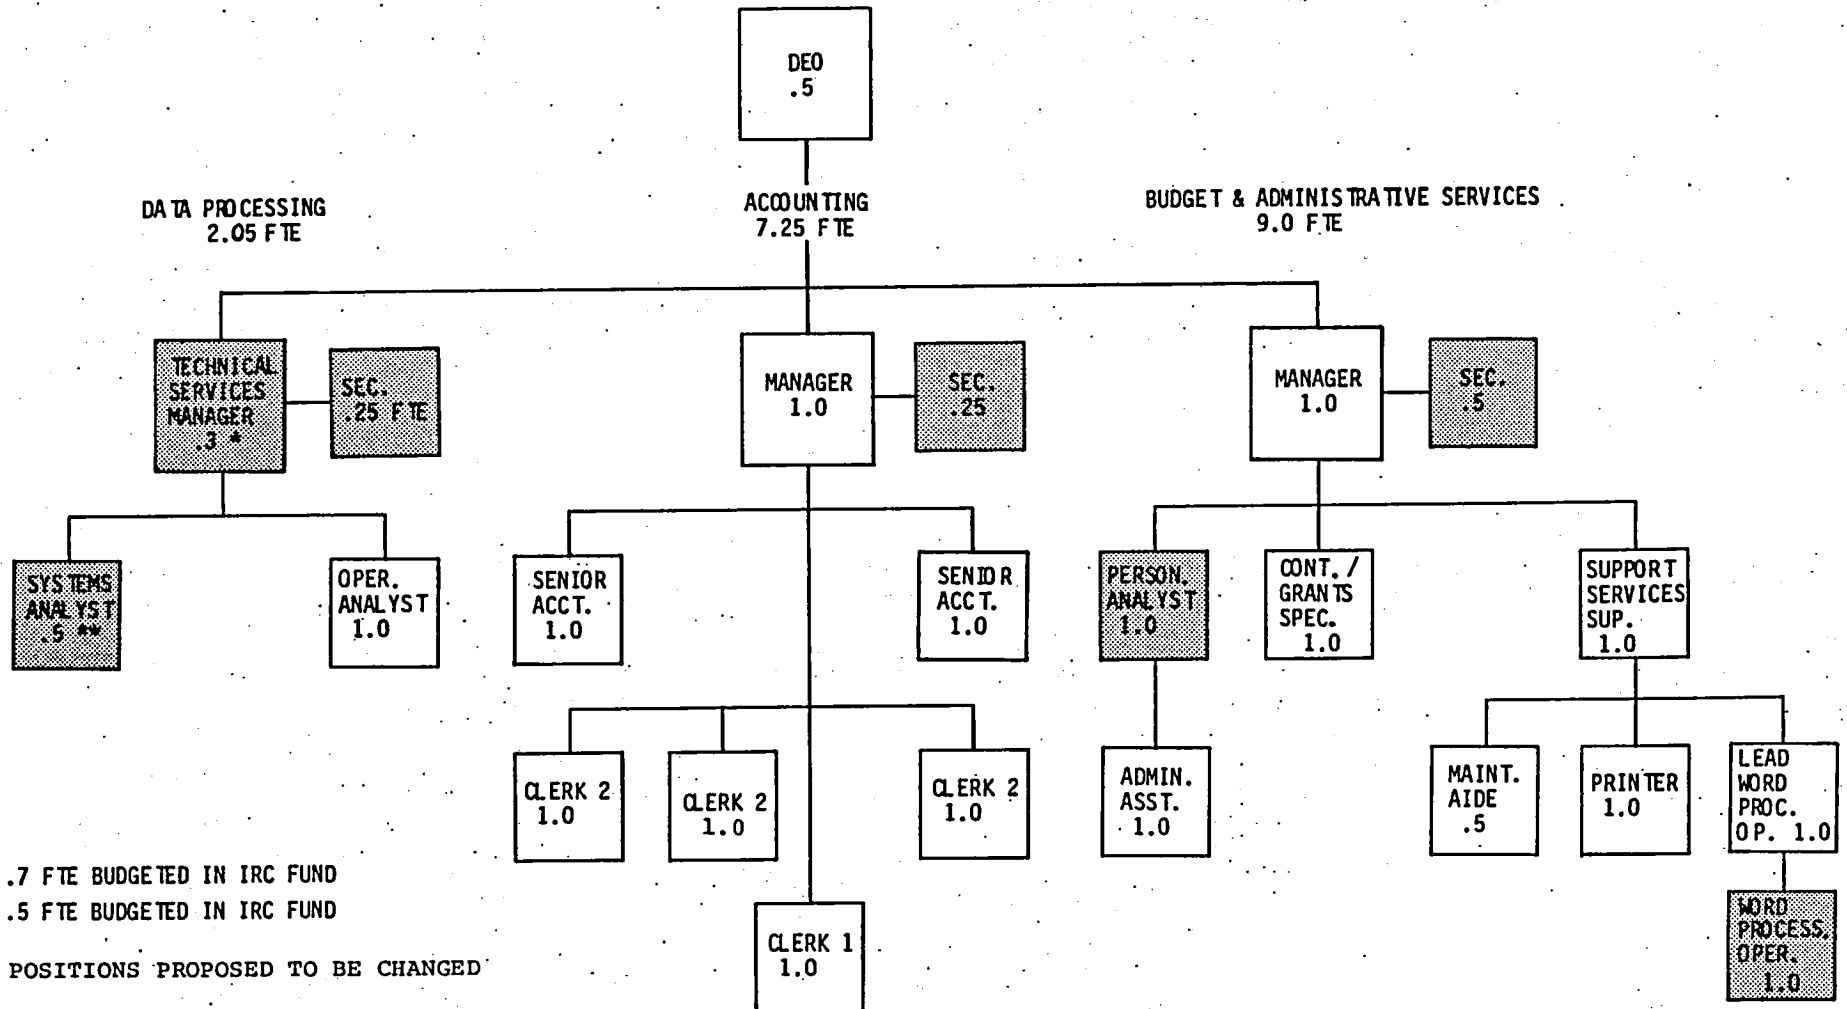 DEO
.5
DATA PROCESSING
2.05 FTE
ACCOUNTING
7.25 FTE
BUDGET & ADMINISTRATIVE SERVICES
9.0 FTE
TECHNICAL
SERVICES
MANAGER
.3 *
SEC.
.25 FTE
MANAGER
1.0
SEC.
.25
MANAGER
1.0
SEC.
.5
SYSTEMS
ANALYST
.5 **
OPER.
ANALYST
1.0
SENIOR
ACCT.
1.0
SENIOR
ACCT.
1.0
PERSON.
ANALYST
1.0
CONT./
GRANTS
SPEC.
1.0
SUPPORT
SERVICES
SUP.
1.0
CLERK 2
1.0
CLERK 2
1.0
CLERK 2
1.0
ADMIN.
ASST.
1.0
MAINT.
AIDE
.5
PRINTER
1.0
LEAD
WORD
PROC.
OP. 1.0
CLERK 1
1.0
WORD
PROCESS.
OPER.
1.0
.7 FTE BUDGETED IN IRC FUND
.5 FTE BUDGETED IN IRC FUND
POSITIONS PROPOSED TO BE CHANGED